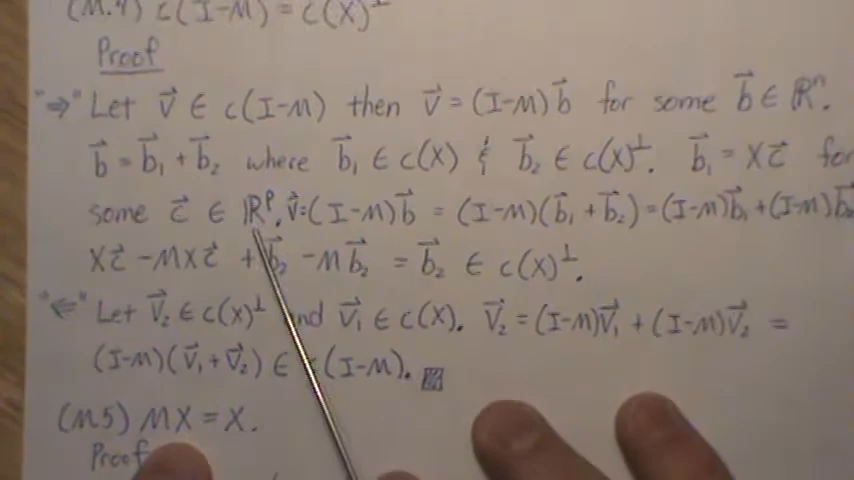 (M.4) c(I-M) = c(X)⊥
Proof
"⇒" Let v⃗ ∈ c(I-M) then v⃗ = (I-M)b⃗ for some b⃗ ∈ ℝⁿ.
b⃗ = b⃗₁ + b⃗₂ where b⃗₁ ∈ c(X) & b⃗₂ ∈ c(X)⊥. b⃗₁ = Xc⃗ for
some c⃗ ∈ ℝᵖ. v⃗ = (I-M)b⃗ = (I-M)(b⃗₁ + b⃗₂) = (I-M)b⃗₁ + (I-M)b⃗₂
Xc⃗ - MXc⃗ + b⃗₂ - Mb⃗₂ = b⃗₂ ∈ c(X)⊥.
"⇐" Let v⃗₂ ∈ c(X)⊥ and v⃗₁ ∈ c(X). v⃗₂ = (I-M)v⃗₁ + (I-M)v⃗₂ =
(I-M)(v⃗₁ + v⃗₂) ∈ c(I-M).
(M5) MX = X.
Proof